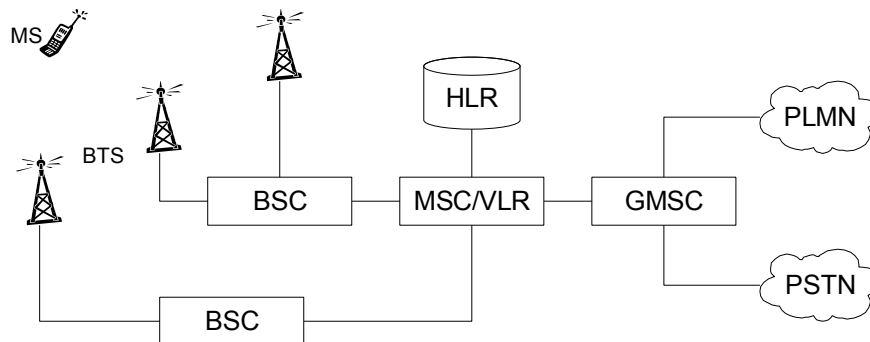 MS
HLR
PLMN
BTS
BSC
MSC/VLR
GMSC
PSTN
BSC